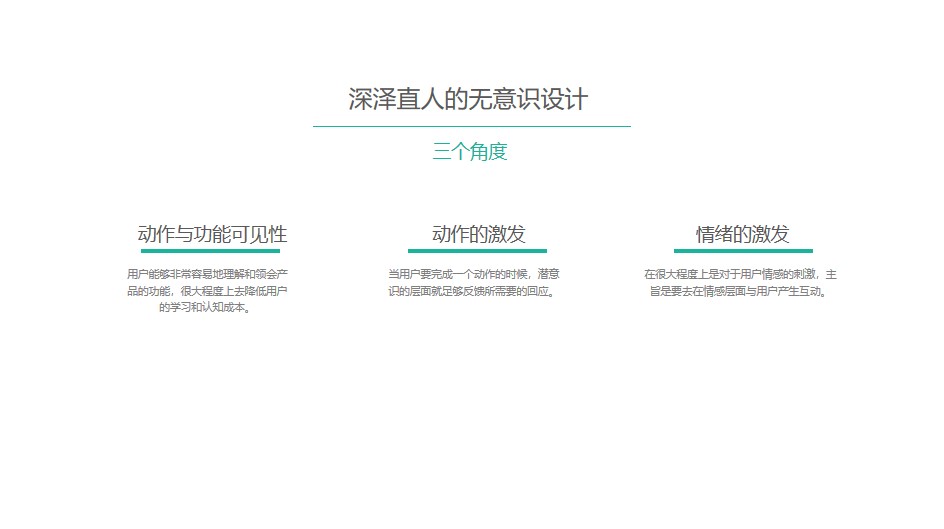 深泽直人的无意识设计
三个角度
动作与功能可见性
用户能够非常容易地理解和领会产
品的功能，很大程度上去降低用户
的学习和认知成本。
动作的激发
当用户要完成一个动作的时候，潜意
识的层面就足够反馈所需要的回应。
情绪的激发
在很大程度上是对于用户情感的刺激，主
旨是要去在情感层面与用户产生互动。